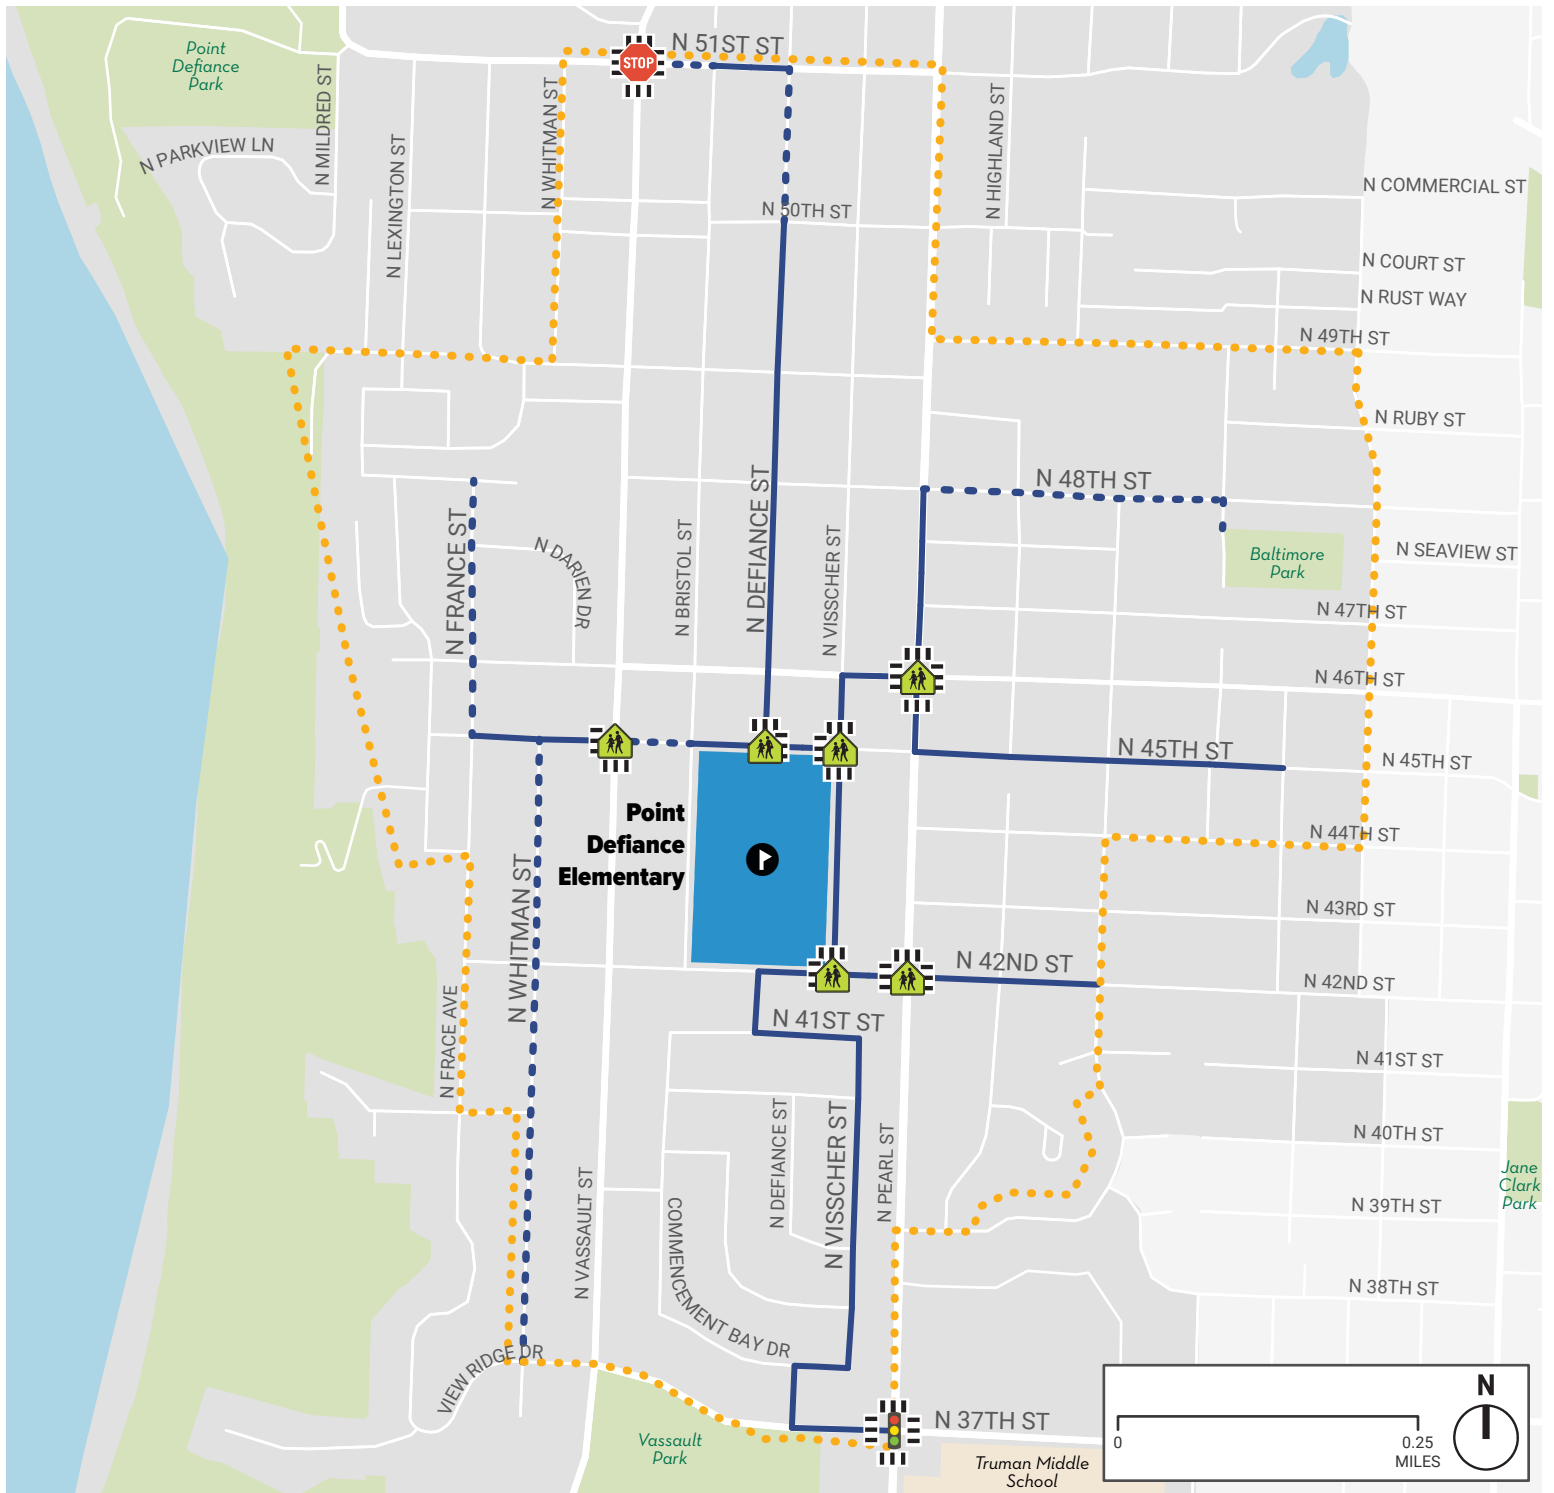 N 51ST ST
STOP
Point
Defiance
Park
N MILDRED ST
N WHITMAN ST
N HIGHLAND ST
N PARKVIEW LN
N LEXINGTON ST
N COMMERCIAL ST
N 50TH ST
N COURT ST
N RUST WAY
N 49TH ST
N RUBY ST
N 48TH ST
N FRANCE ST
N DARIEN DR
N BRISTOL ST
N DEFIANCE ST
N VISSCHER ST
Baltimore
Park
N SEAVIEW ST
N 47TH ST
N 46TH ST
N 45TH ST
N 45TH ST
Point
Defiance
Elementary
N 44TH ST
N WHITMAN ST
N 43RD ST
N 42ND ST
N 42ND ST
N FRACE AVE
N 41ST ST
N 41ST ST
N DEFIANCE ST
N VISSCHER ST
N PEARL ST
N 40TH ST
N VASSAULT ST
COMMENCEMENT BAY DR
Jane
Clark
Park
N 39TH ST
N 38TH ST
VIEW RIDGE DR
N 37TH ST
Vassault
Park
Truman Middle
School
N
0
0.25
MILES